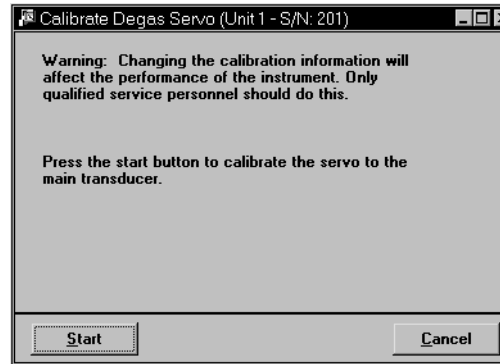 Calibrate Degas Servo (Unit 1 - S/N: 201)
Warning: Changing the calibration information will
affect the performance of the instrument. Only
qualified service personnel should do this.
Press the start button to calibrate the servo to the
main transducer.
Start
Cancel